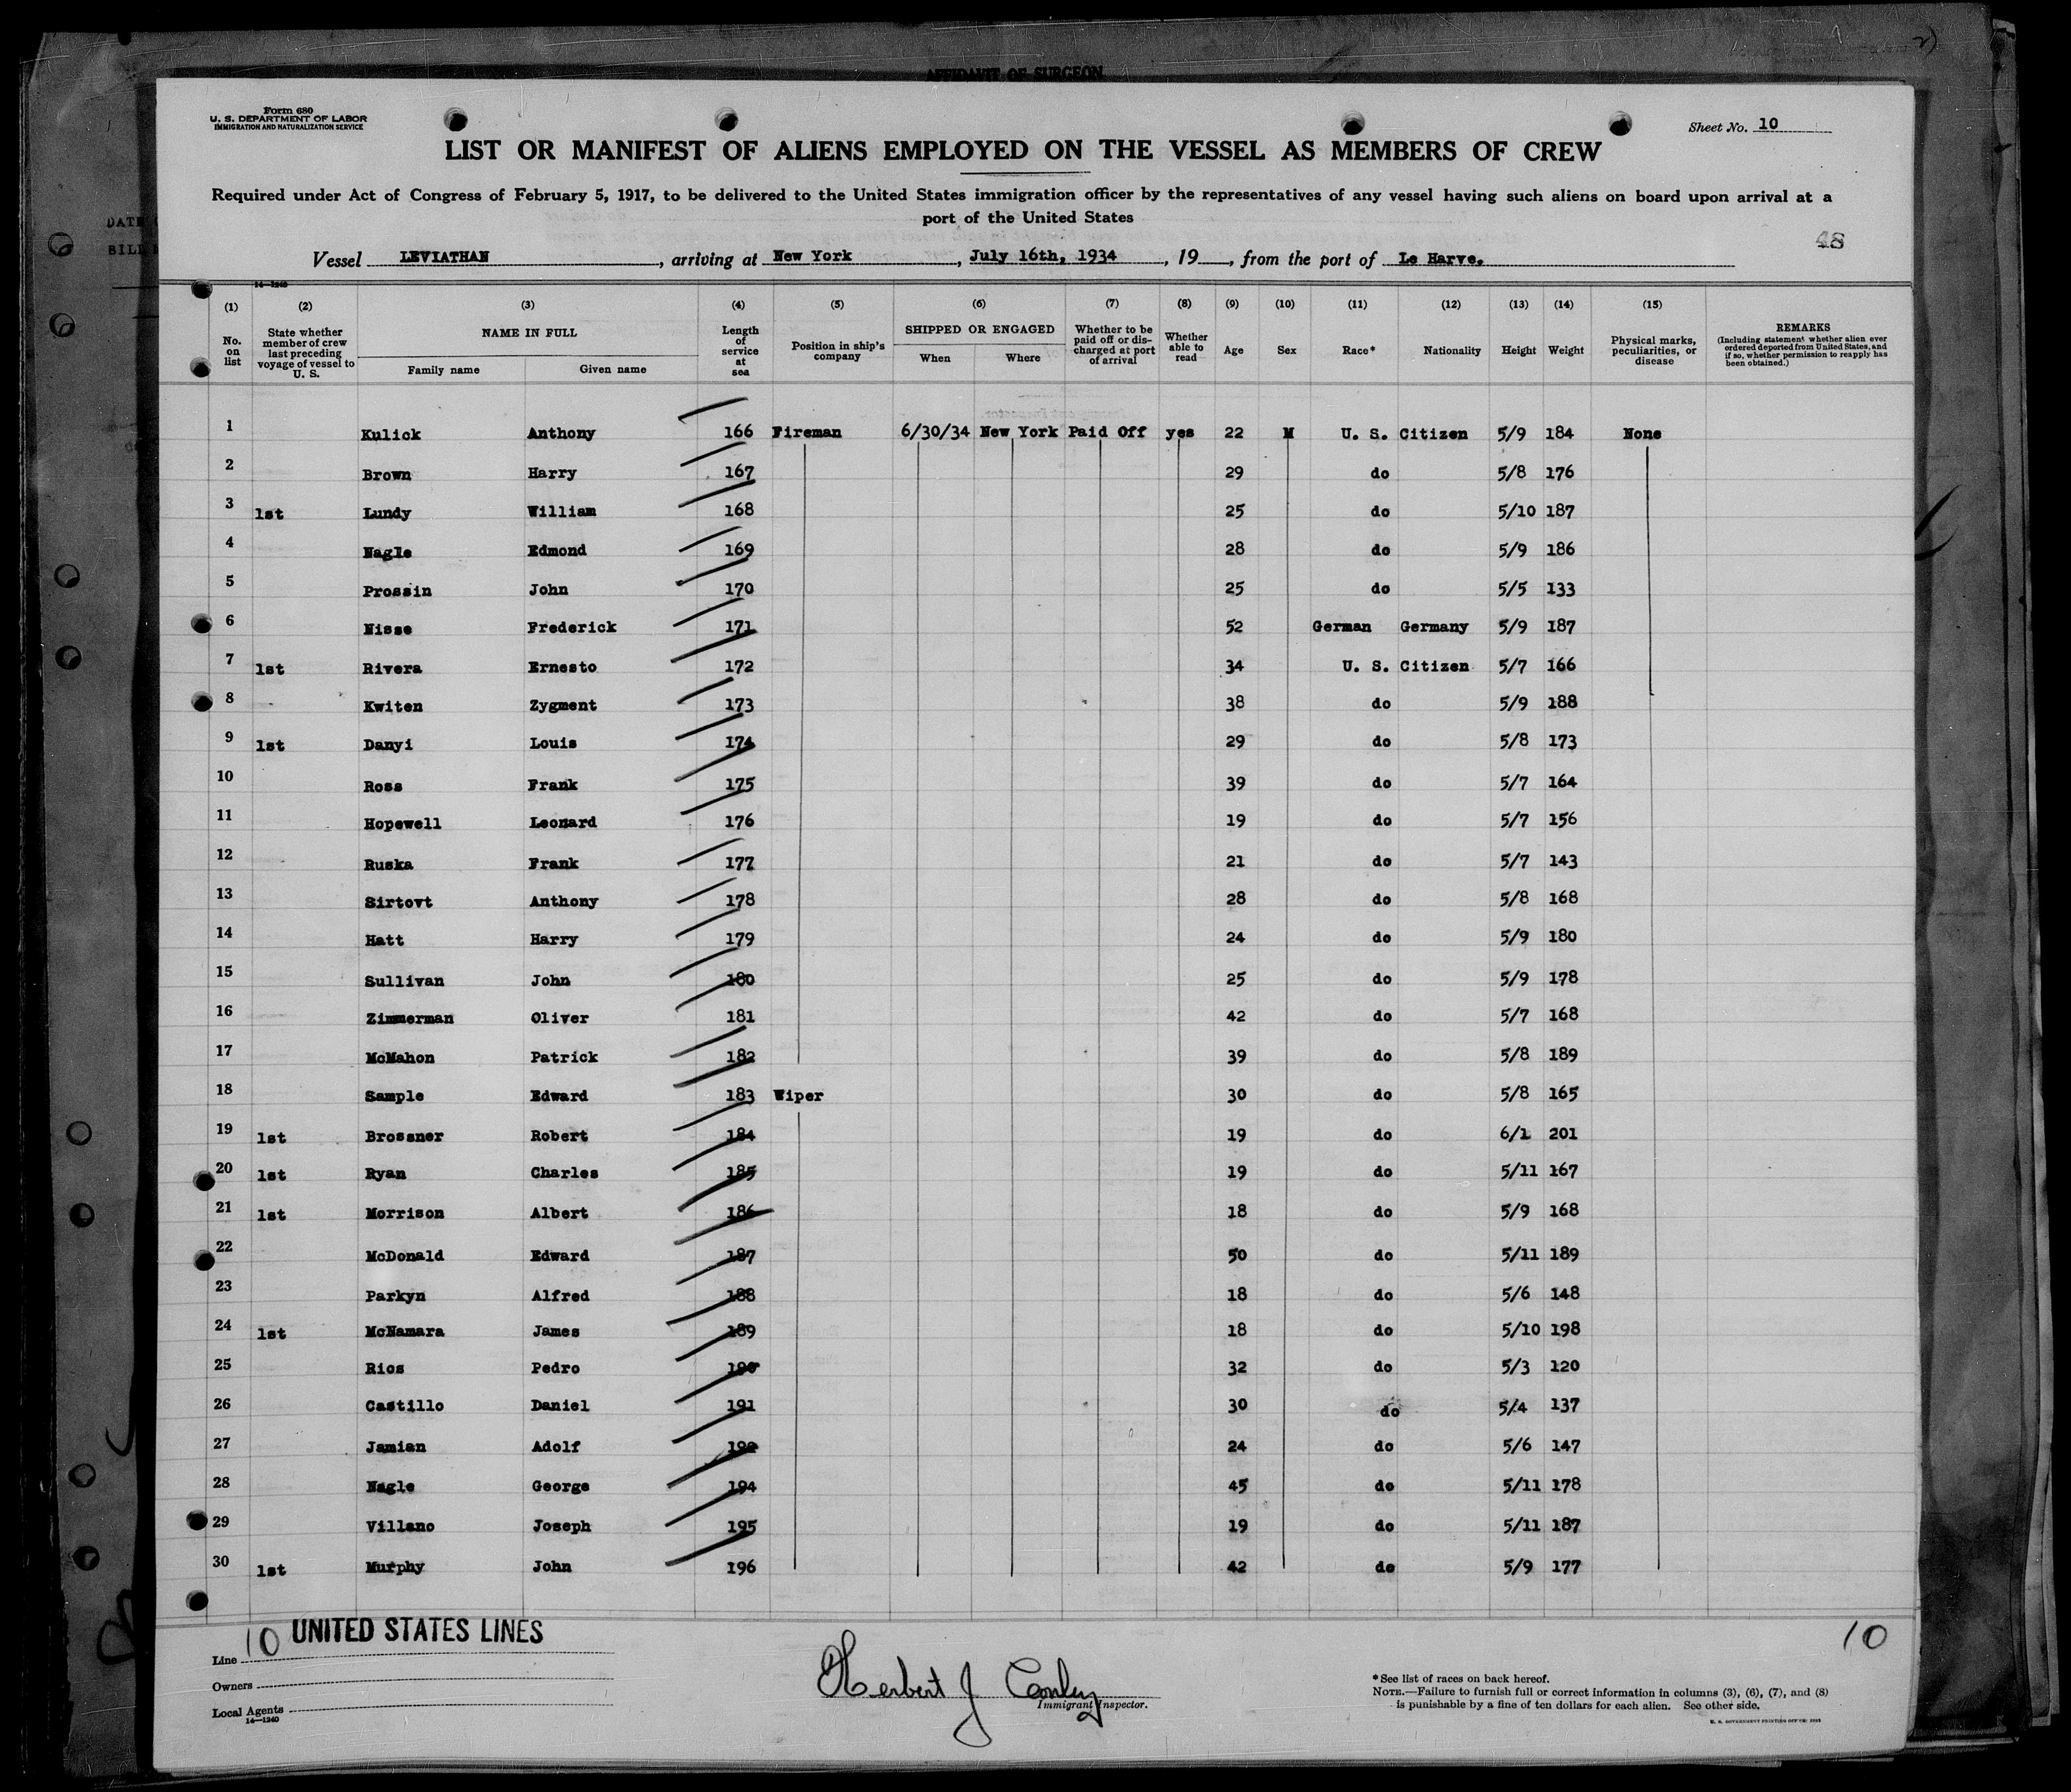 AFFIDAVIT OF SURGEON
Form 680
U. S. DEPARTMENT OF LABOR
IMMIGRATION AND NATURALIZATION SERVICE
Sheet No. 10
LIST OR MANIFEST OF ALIENS EMPLOYED ON THE VESSEL AS MEMBERS OF CREW
Required under Act of Congress of February 5, 1917, to be delivered to the United States immigration officer by the representatives of any vessel having such aliens on board upon arrival at a
port of the United States
48
Vessel LEVIATHAN, arriving at New York, July 16th, 1934, 19, from the port of Le Harve.
14—1240
(1) (2) (3) (4) (5) (6) (7) (8) (9) (10) (11) (12) (13) (14) (15)
No. on list
State whether member of crew last preceding voyage of vessel to U. S.
NAME IN FULL
Family name
Given name
Length of service at sea
Position in ship's company
SHIPPED OR ENGAGED
When
Where
Whether to be paid off or discharged at port of arrival
Whether able to read
Age
Sex
Race*
Nationality
Height
Weight
Physical marks, peculiarities, or disease
REMARKS
(Including statement whether alien ever ordered deported from United States, and if so, whether permission to reapply has been obtained.)
1 Kulick Anthony 166 Fireman 6/30/34 New York Paid Off yes 22 M U. S. Citizen 5/9 184 None
2 Brown Harry 167 29 do 5/8 176
3 1st Lundy William 168 25 do 5/10 187
4 Nagle Edmond 169 28 do 5/9 186
5 Prossin John 170 25 do 5/5 133
6 Nisse Frederick 171 52 German Germany 5/9 187
7 1st Rivera Ernesto 172 34 U. S. Citizen 5/7 166
8 Kwiten Zygment 173 38 do 5/9 188
9 1st Danyi Louis 174 29 do 5/8 173
10 Ross Frank 175 39 do 5/7 164
11 Hopewell Leonard 176 19 do 5/7 156
12 Ruska Frank 177 21 do 5/7 143
13 Sirtovt Anthony 178 28 do 5/8 168
14 Hatt Harry 179 24 do 5/9 180
15 Sullivan John 180 25 do 5/9 178
16 Zimmerman Oliver 181 42 do 5/7 168
17 McMahon Patrick 182 39 do 5/8 189
18 Sample Edward 183 Wiper 30 do 5/8 165
19 1st Brossner Robert 184 19 do 6/1 201
20 1st Ryan Charles 185 19 do 5/11 167
21 1st Morrison Albert 186 18 do 5/9 168
22 McDonald Edward 187 50 do 5/11 189
23 Parkyn Alfred 188 18 do 5/6 148
24 1st McNamara James 189 18 do 5/10 198
25 Rios Pedro 190 32 do 5/3 120
26 Castillo Daniel 191 30 do 5/4 137
27 Jamian Adolf 192 24 do 5/6 147
28 Nagle George 194 45 do 5/11 178
29 Villano Joseph 195 19 do 5/11 187
30 1st Murphy John 196 42 do 5/9 177
10 UNITED STATES LINES
10
Line
Owners
Local Agents
14—1240
Herbert J Conley
Immigrant Inspector.
*See list of races on back hereof.
NOTE.—Failure to furnish full or correct information in columns (3), (6), (7), and (8)
is punishable by a fine of ten dollars for each alien. See other side.